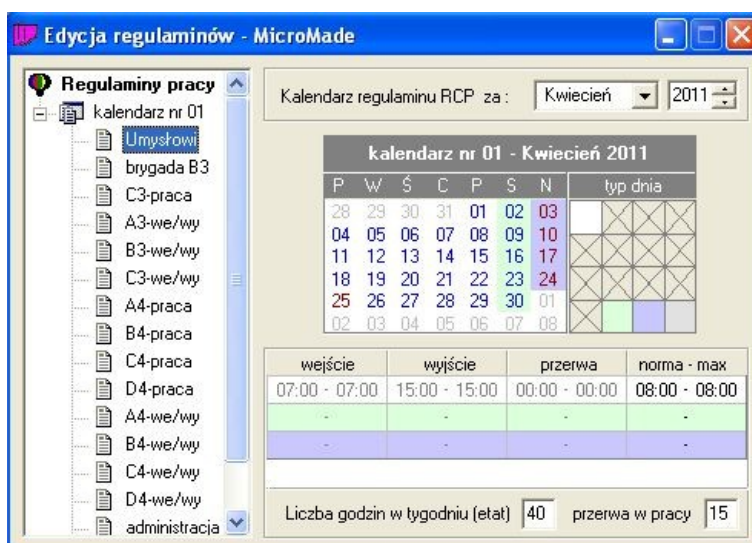 Edycja regulaminów - MicroMade
Regulaminy pracy
kalendarz nr 01
Umysłowi
brygada B3
C3-praca
A3-we/wy
B3-we/wy
C3-we/wy
A4-praca
B4-praca
C4-praca
D4-praca
A4-we/wy
B4-we/wy
C4-we/wy
D4-we/wy
administracja
Kalendarz regulaminu RCP za : Kwiecień 2011
kalendarz nr 01 - Kwiecień 2011
P W Ś C P S N typ dnia
28 29 30 31 01 02 03
04 05 06 07 08 09 10
11 12 13 14 15 16 17
18 19 20 21 22 23 24
25 26 27 28 29 30 01
02 03 04 05 06 07 08
wejście wyjście przerwa norma - max
07:00 - 07:00 15:00 - 15:00 00:00 - 00:00 08:00 - 08:00
- - - -
- - - -
Liczba godzin w tygodniu (etat) 40 przerwa w pracy 15